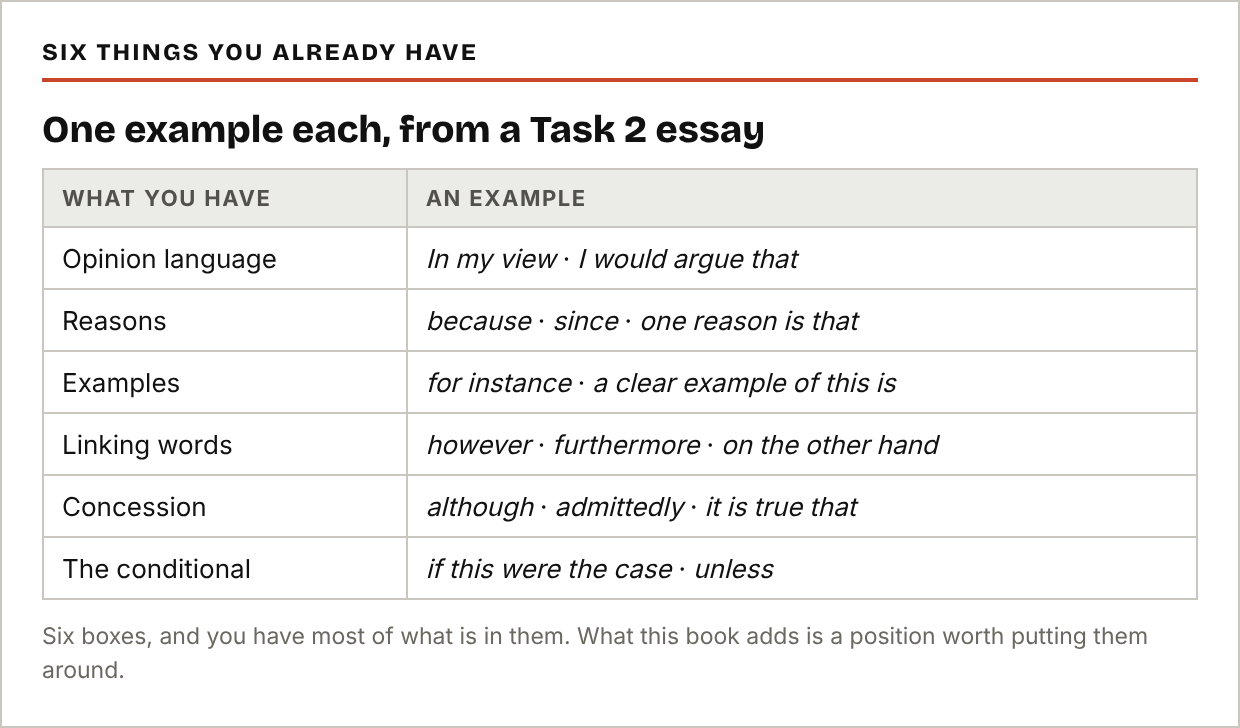 SIX THINGS YOU ALREADY HAVE
One example each, from a Task 2 essay
WHAT YOU HAVE AN EXAMPLE
Opinion language In my view · I would argue that
Reasons because · since · one reason is that
Examples for instance · a clear example of this is
Linking words however · furthermore · on the other hand
Concession although · admittedly · it is true that
The conditional if this were the case · unless
Six boxes, and you have most of what is in them. What this book adds is a position worth putting them
around.